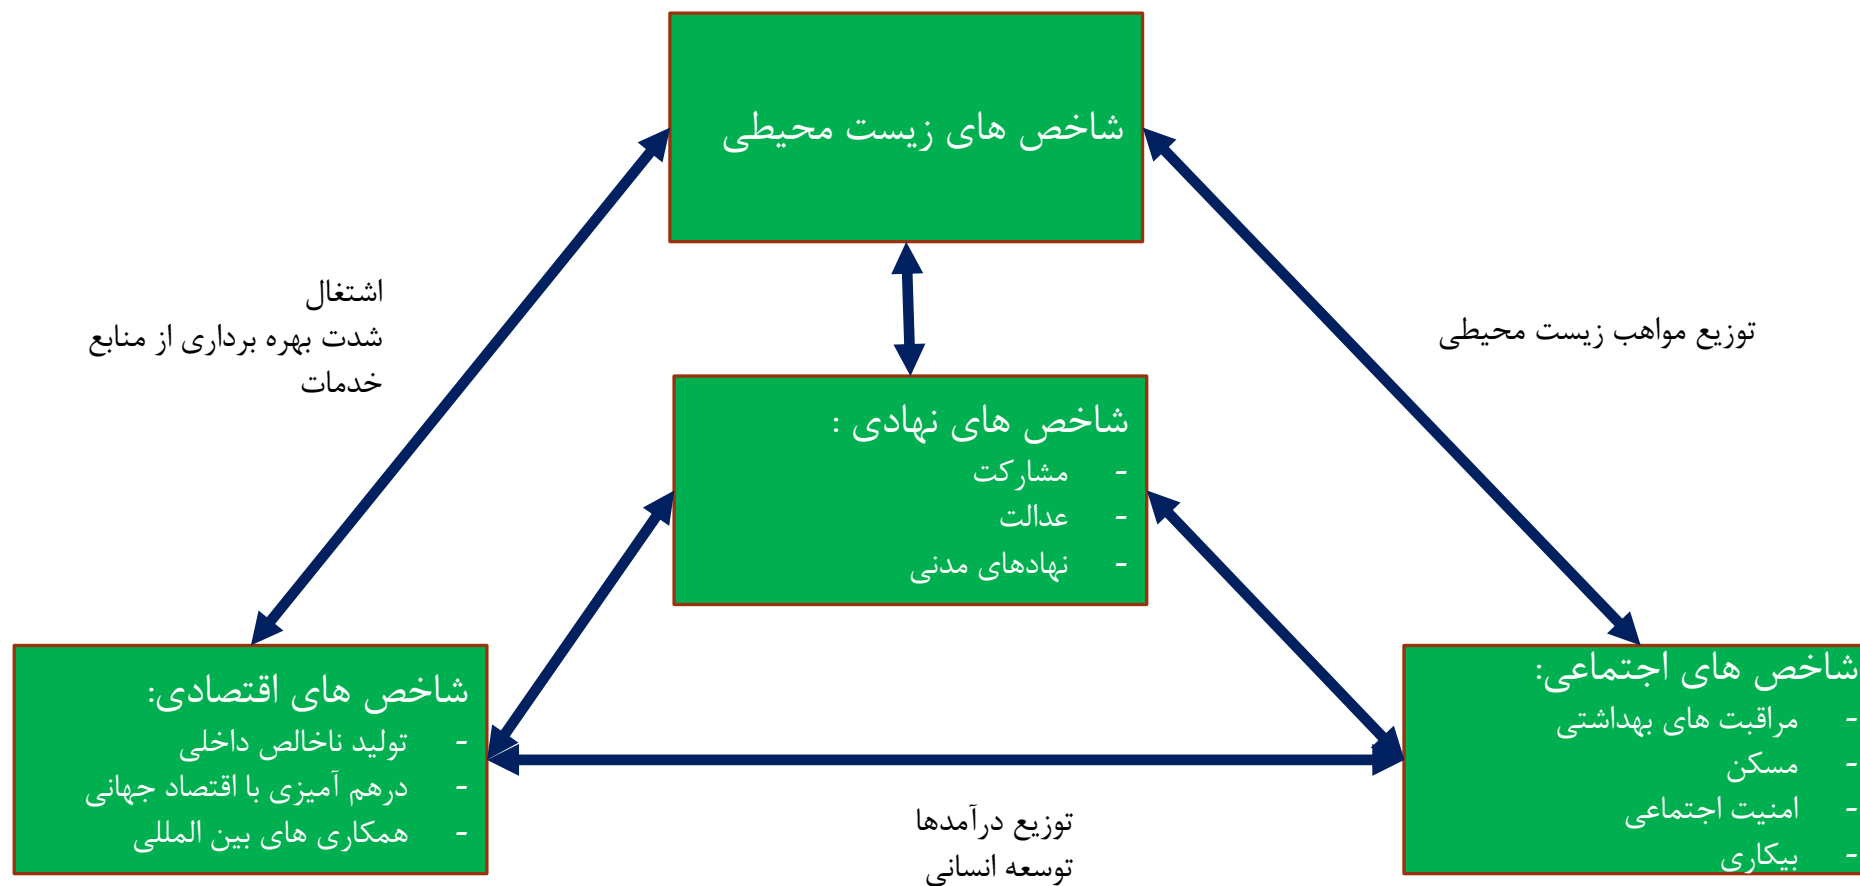 شاخص های زیست محیطی
توزیع مواهب زیست محیطی
اشتغال
شدت بهره برداری از منابع
خدمات
شاخص های نهادی :
- مشارکت
- عدالت
- نهادهای مدنی
شاخص های اجتماعی:
- مراقبت های بهداشتی
- مسکن
- امنیت اجتماعی
- بیکاری
شاخص های اقتصادی:
- تولید ناخالص داخلی
- درهم آمیزی با اقتصاد جهانی
- همکاری های بین المللی
توزیع درآمدها
توسعه انسانی